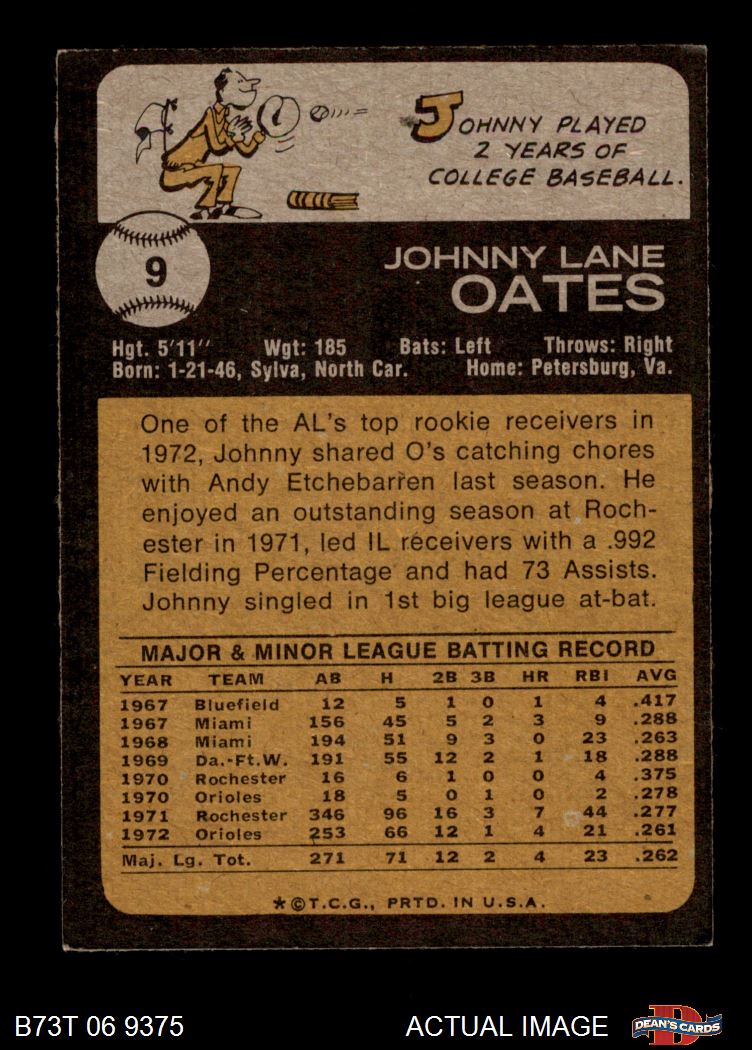 JOHNNY PLAYED
2 YEARS OF
COLLEGE BASEBALL.
9
JOHNNY LANE
OATES
Hgt. 5'11" Wgt: 185 Bats: Left Throws: Right
Born: 1-21-46, Sylva, North Car. Home: Petersburg, Va.
One of the AL's top rookie receivers in
1972, Johnny shared O's catching chores
with Andy Etchebarren last season. He
enjoyed an outstanding season at Roch-
ester in 1971, led IL receivers with a .992
Fielding Percentage and had 73 Assists.
Johnny singled in 1st big league at-bat.
MAJOR & MINOR LEAGUE BATTING RECORD
YEAR TEAM AB H 2B 3B HR RBI AVG
1967 Bluefield 12 5 1 0 1 4 .417
1967 Miami 156 45 5 2 3 9 .288
1968 Miami 194 51 9 3 0 23 .263
1969 Da.-Ft.W. 191 55 12 2 1 18 .288
1970 Rochester 16 6 1 0 0 4 .375
1970 Orioles 18 5 0 1 0 2 .278
1971 Rochester 346 96 16 3 7 44 .277
1972 Orioles 253 66 12 1 4 21 .261
Maj. Lg. Tot. 271 71 12 2 4 23 .262
*©T.C.G., PRTD. IN U.S.A.
B73T 06 9375 ACTUAL IMAGE D DEAN'S CARDS